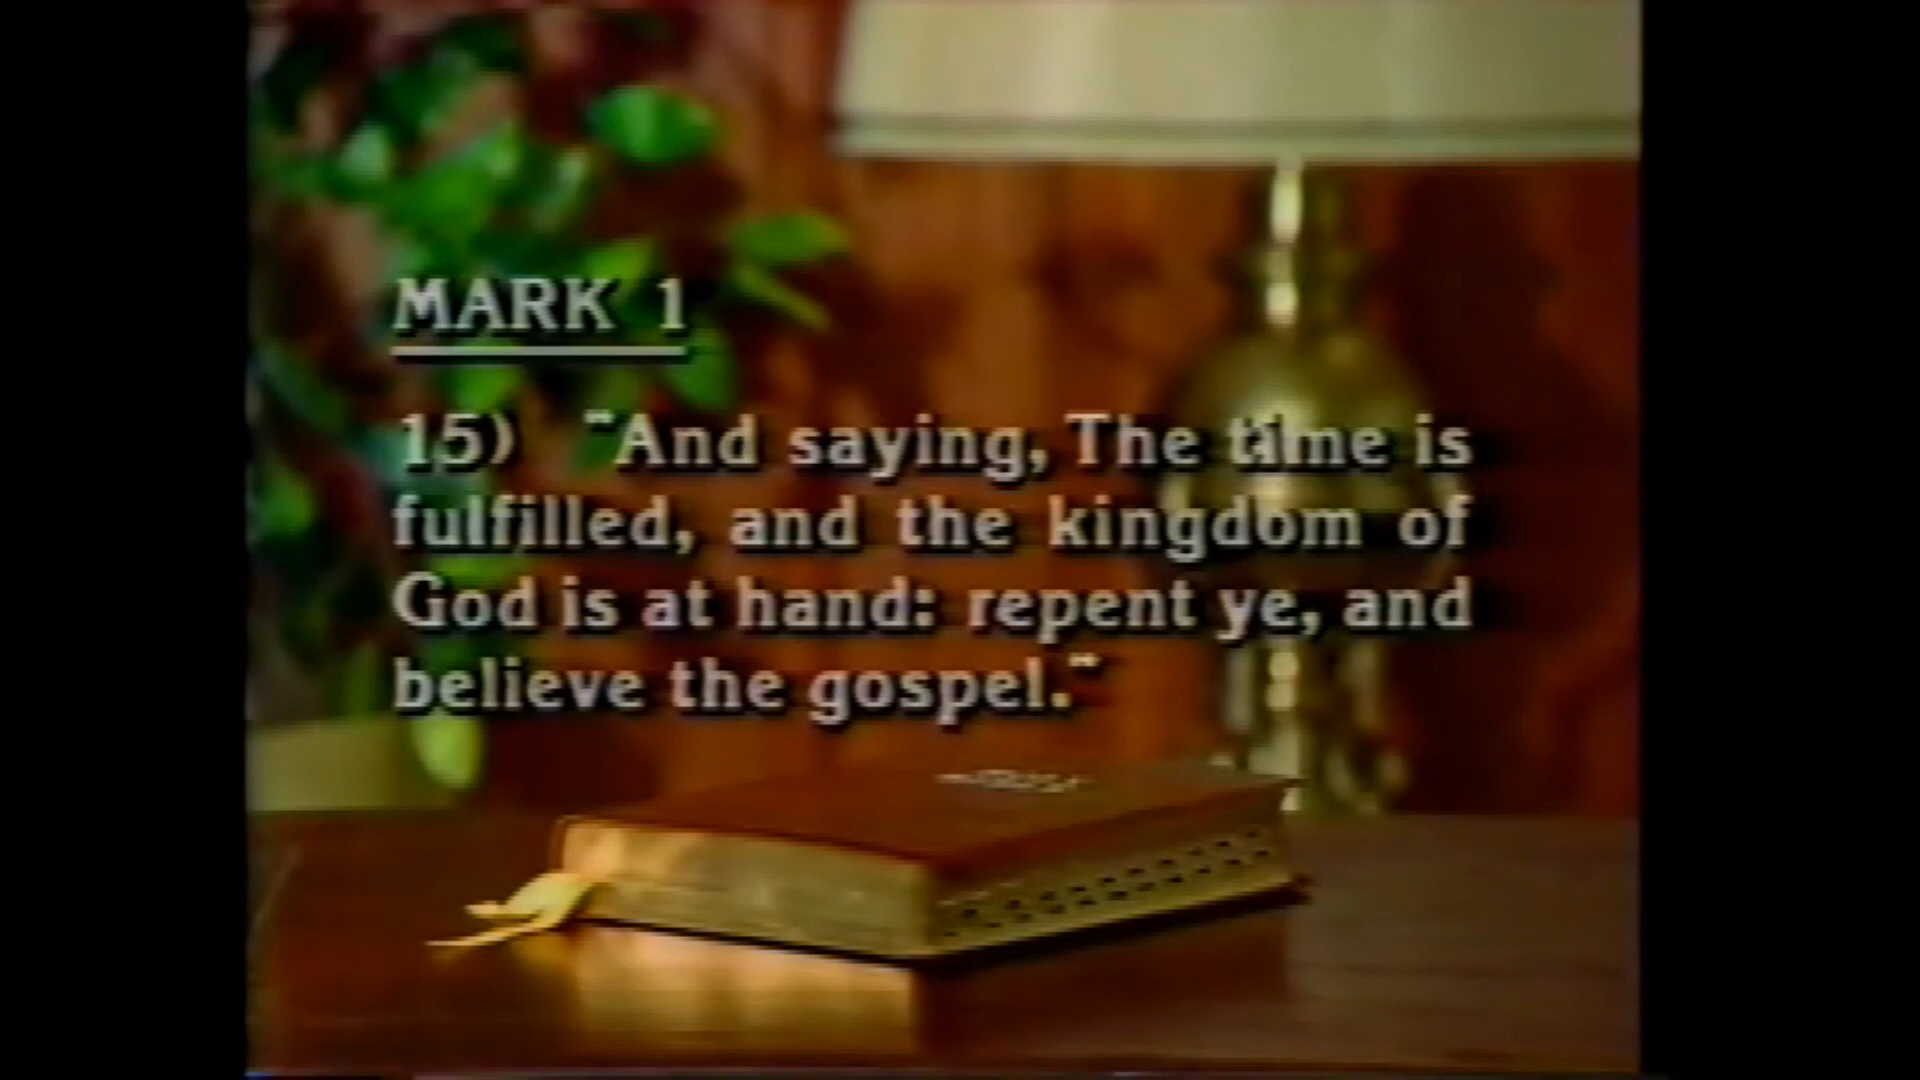 MARK 1
15) "And saying, The time is
fulfilled, and the kingdom of
God is at hand: repent ye, and
believe the gospel."